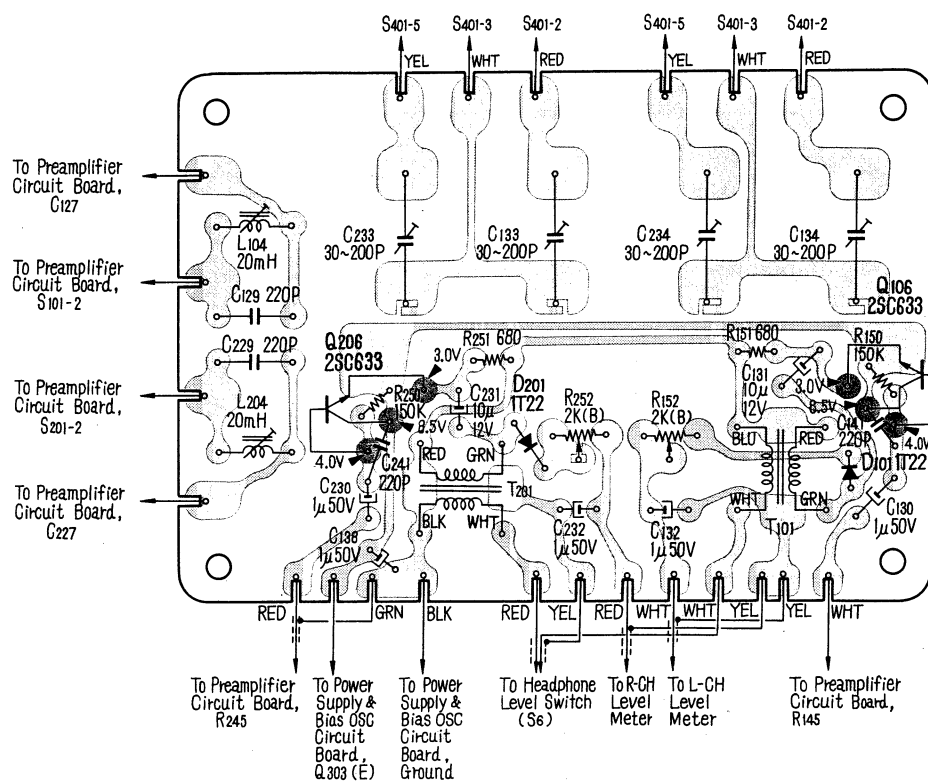 S401-5
S401-3
S401-2
S401-5
S401-3
S401-2
YEL
WHT
RED
YEL
WHT
RED
To Preamplifier
Circuit Board,
C127
L104
20mH
To Preamplifier
Circuit Board,
S101-2
C129 220P
C233
30~200P
C133
30~200P
C234
30~200P
C134
30~200P
Q106
2SC633
C229 220P
Q206
2SC633
R251 680
3.0V
R151 680
R150
150K
To Preamplifier
Circuit Board,
S201-2
L204
20mH
R250
150K
C231
10μ
12V
D201
1T22
R252
2K(B)
R152
2K(B)
C131
10μ
12V
3.0V
8.5V
8.5V
4.0V
C241
220P
RED
GRN
BLU
RED
C141
220P
4.0V
D101 1T22
T201
To Preamplifier
Circuit Board,
C227
C230
1μ50V
BLK
WHT
C232
1μ50V
C132
1μ50V
WHT
GRN
T101
C130
1μ50V
C138
1μ50V
RED
GRN
BLK
RED
YEL
RED
WHT
WHT
YEL
YEL
WHT
To Preamplifier
Circuit Board,
R245
To Power
Supply &
Bias OSC
Circuit
Board,
Q303 (E)
To Power
Supply &
Bias OSC
Circuit
Board,
Ground
To Headphone
Level Switch
(S6)
To R-CH
Level
Meter
To L-CH
Level
Meter
To Preamplifier
Circuit Board,
R145